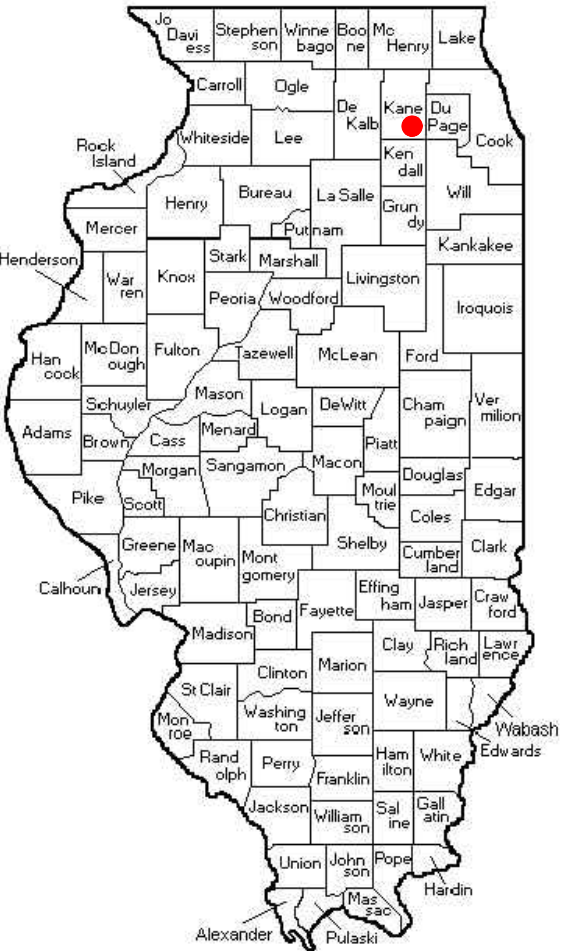 Jo
Davi
ess
Stephen
son
Winne
bago
Boo
ne
Mc
Henry
Lake
Carroll
Ogle
De
Kalb
Kane
Du
Page
Cook
Whiteside
Lee
Rock
Island
Ken
dall
Will
Henry
Bureau
La Salle
Grun
dy
Putnam
Mercer
Kankakee
Henderson
War
ren
Knox
Stark
Marshall
Livingston
Peoria
Woodford
Iroquois
Han
cock
McDon
ough
Fulton
Tazewell
McLean
Ford
Mason
Schuyler
Logan
DeWitt
Cham
paign
Ver
milion
Adams
Brown
Cass
Menard
Piatt
Macon
Morgan
Sangamon
Douglas
Pike
Scott
Moul
trie
Edgar
Christian
Coles
Greene
Mac
oupin
Mont
gomery
Shelby
Cumber
land
Clark
Calhoun
Jersey
Effing
ham
Jasper
Craw
ford
Bond
Fayette
Madison
Clay
Rich
land
Lawr
ence
Marion
Clinton
St Clair
Wayne
Washing
ton
Jeffer
son
Mon
roe
Wabash
Edwards
Rand
olph
Perry
Ham
ilton
White
Franklin
Jackson
William
son
Sal
ine
Gall
atin
Union
John
son
Pope
Hardin
Mas
sac
Alexander
Pulaski